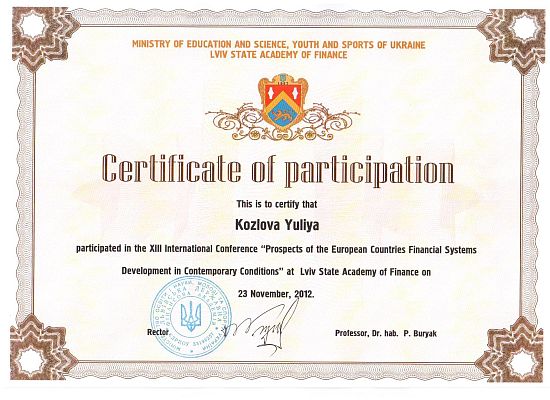 MINISTRY OF EDUCATION AND SCIENCE, YOUTH AND SPORTS OF UKRAINE
LVIV STATE ACADEMY OF FINANCE
Certificate of participation
This is to certify that
Kozlova Yuliya
participated in the XIII International Conference “Prospects of the European Countries Financial Systems
Development in Contemporary Conditions” at Lviv State Academy of Finance on
23 November, 2012.
Rector
Professor, Dr. hab. P. Buryak